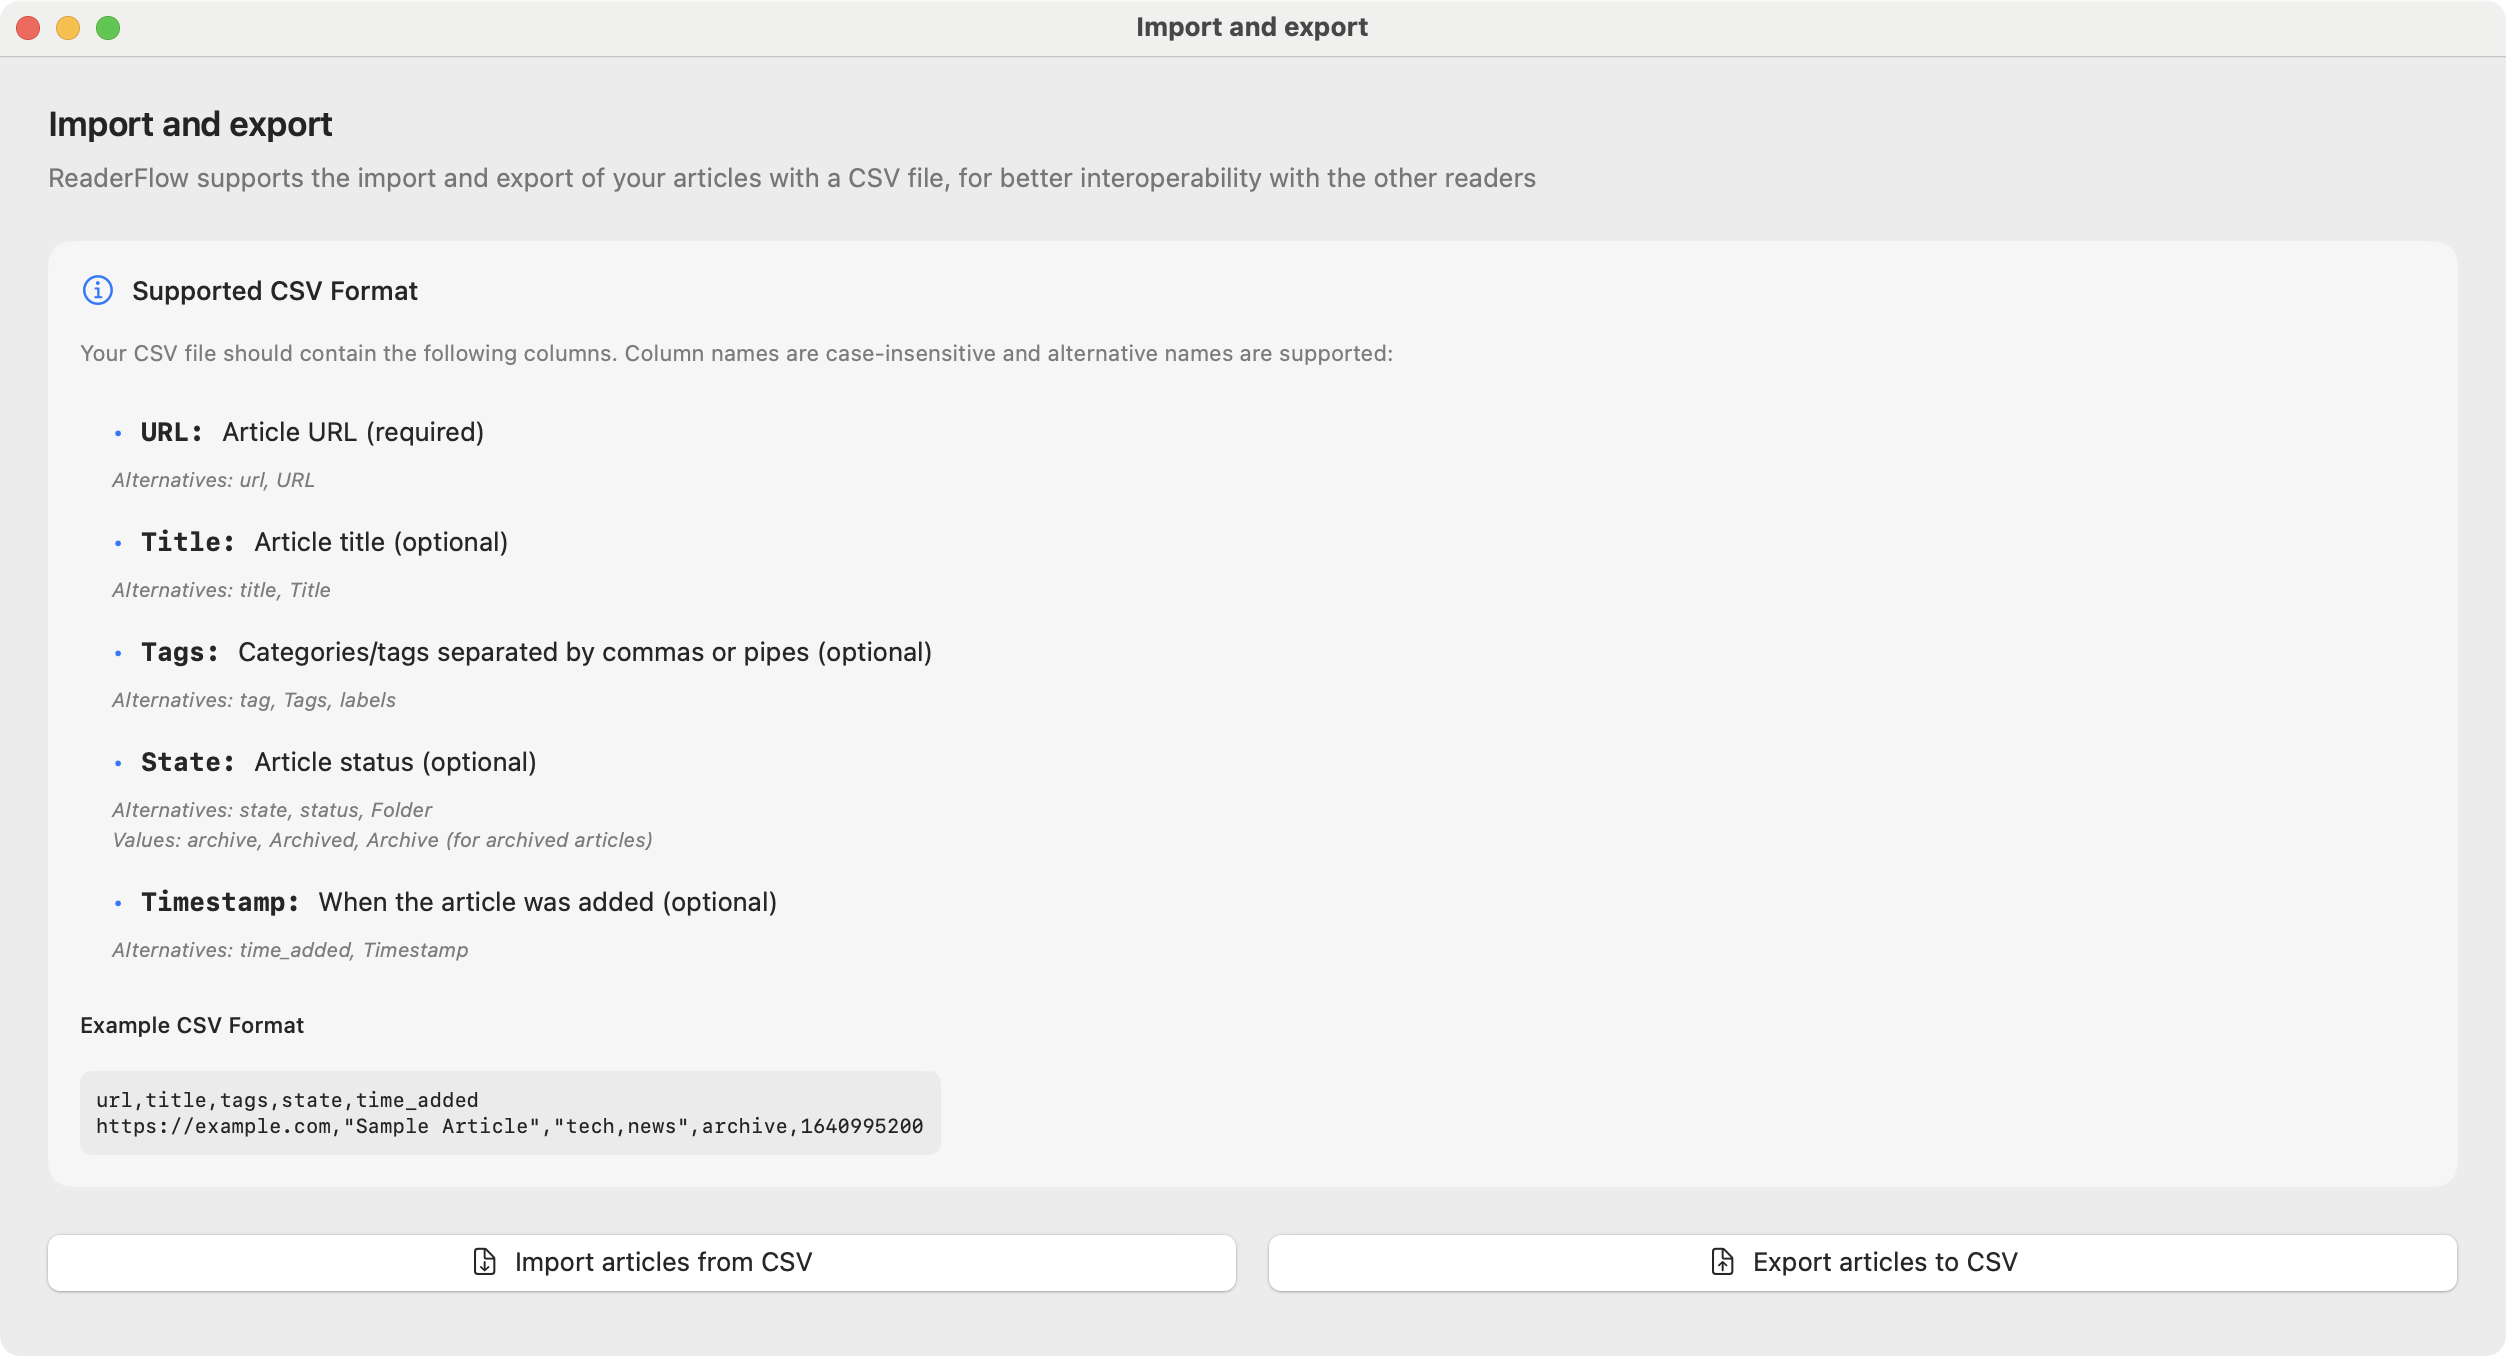 Import and export
Import and export
ReaderFlow supports the import and export of your articles with a CSV file, for better interoperability with the other readers
Supported CSV Format
Your CSV file should contain the following columns. Column names are case-insensitive and alternative names are supported:
• URL: Article URL (required)
Alternatives: url, URL
• Title: Article title (optional)
Alternatives: title, Title
• Tags: Categories/tags separated by commas or pipes (optional)
Alternatives: tag, Tags, labels
• State: Article status (optional)
Alternatives: state, status, Folder
Values: archive, Archived, Archive (for archived articles)
• Timestamp: When the article was added (optional)
Alternatives: time_added, Timestamp
Example CSV Format
url,title,tags,state,time_added
https://example.com,"Sample Article","tech,news",archive,1640995200
Import articles from CSV
Export articles to CSV